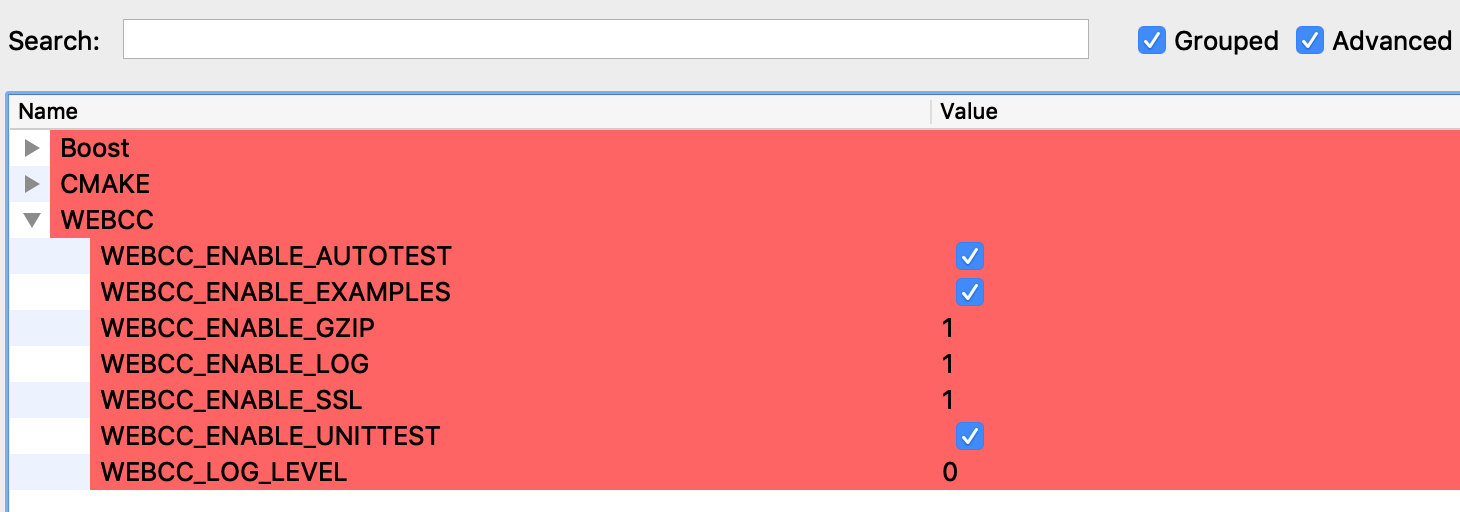 Search: Grouped Advanced
Name Value
Boost
CMAKE
WEBCC
WEBCC_ENABLE_AUTOTEST
WEBCC_ENABLE_EXAMPLES
WEBCC_ENABLE_GZIP 1
WEBCC_ENABLE_LOG 1
WEBCC_ENABLE_SSL 1
WEBCC_ENABLE_UNITTEST
WEBCC_LOG_LEVEL 0